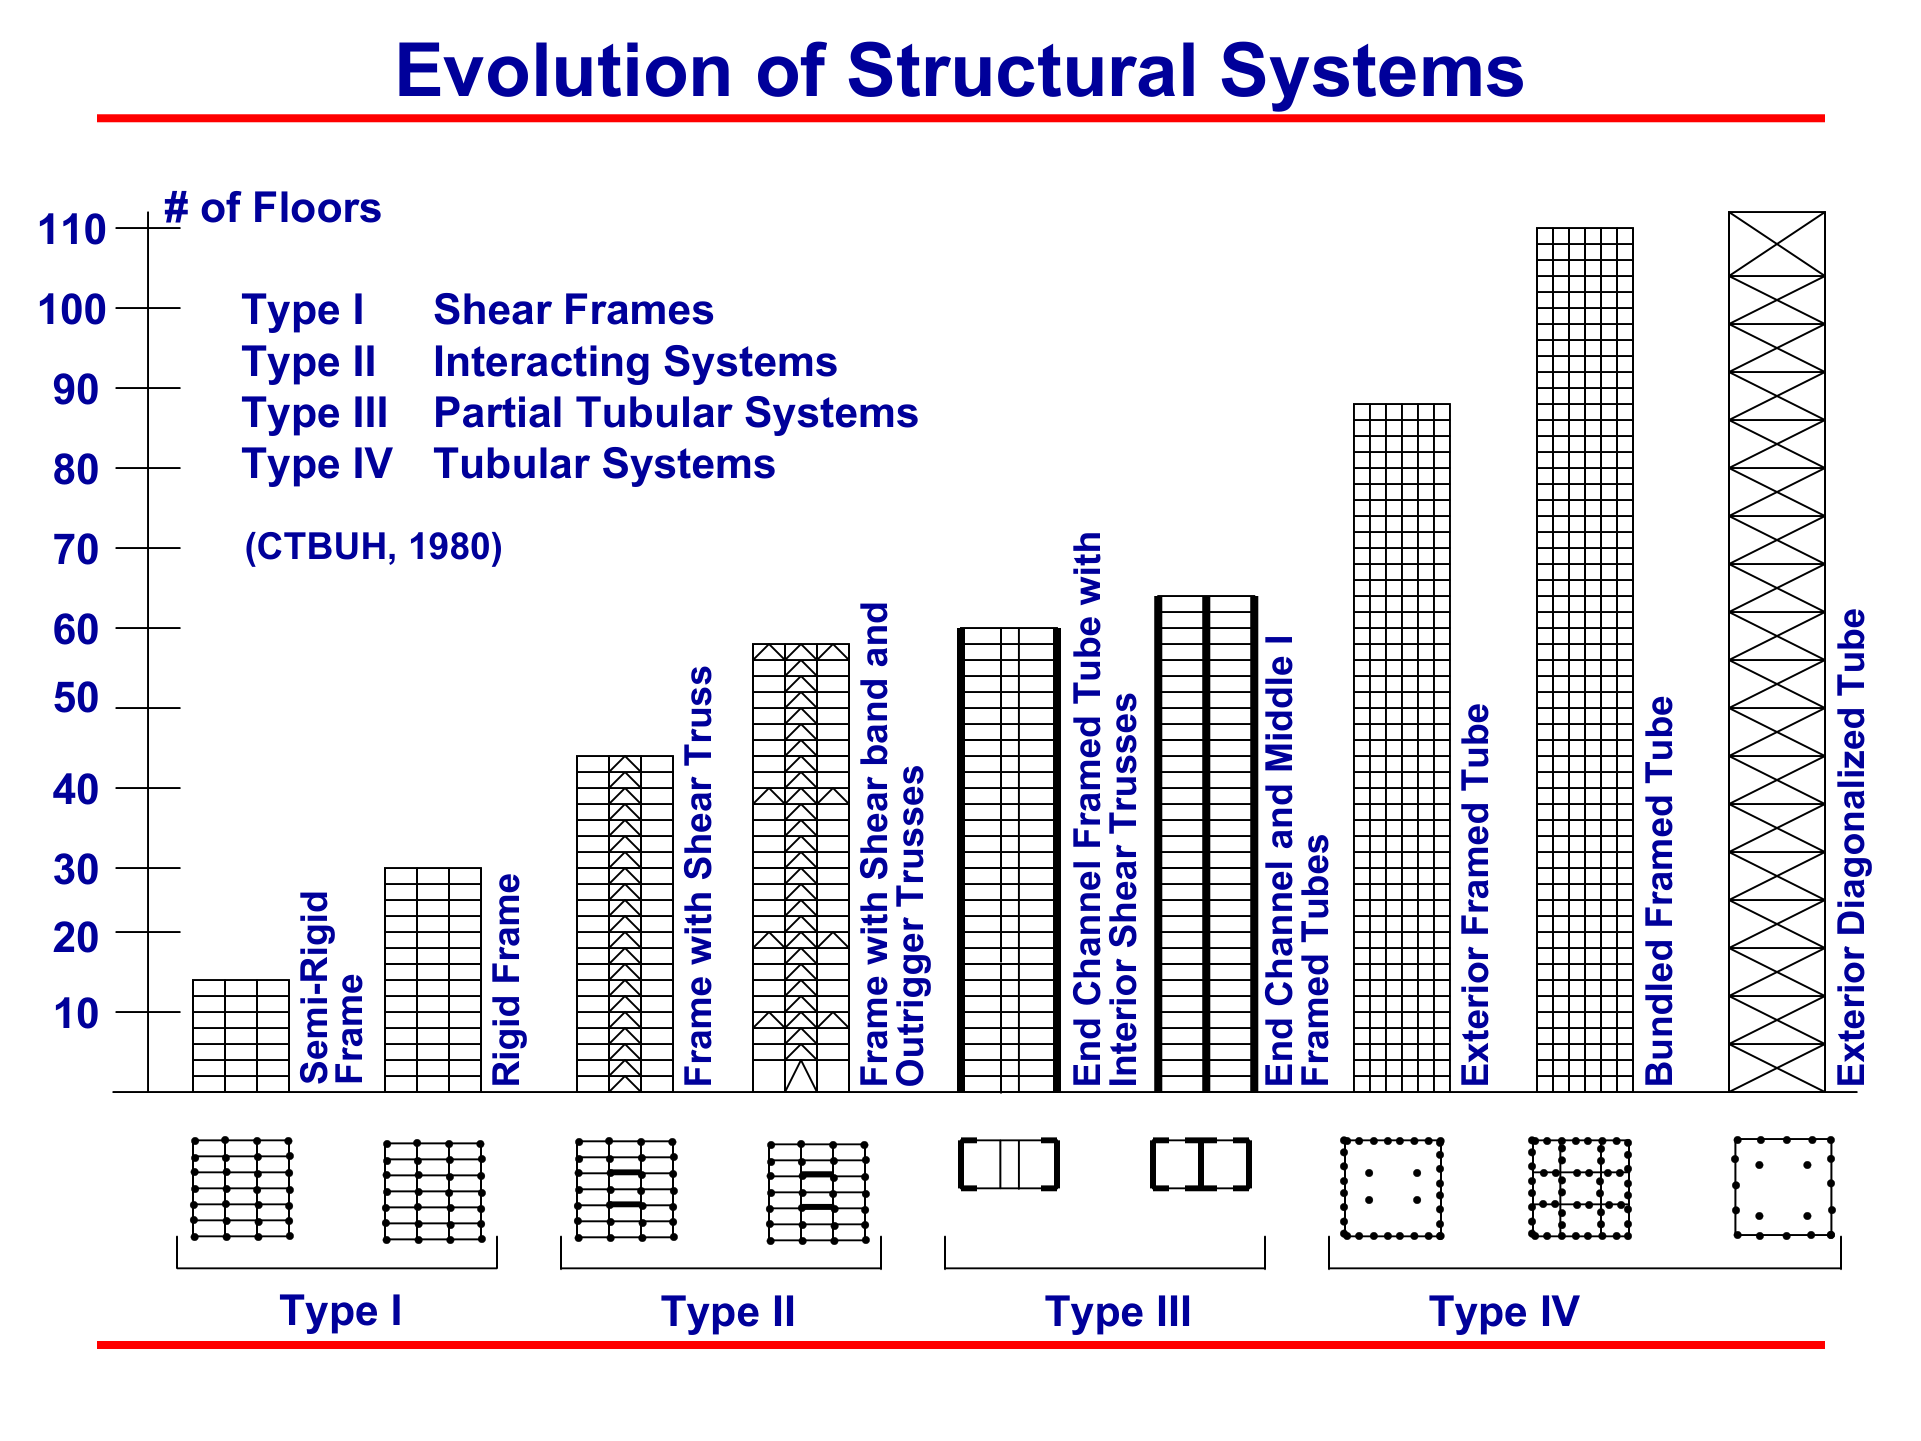 Evolution of Structural Systems
# of Floors
110
100
90
80
70
60
50
40
30
20
10
Type I Shear Frames
Type II Interacting Systems
Type III Partial Tubular Systems
Type IV Tubular Systems
(CTBUH, 1980)
Semi-Rigid
Frame
Rigid Frame
Frame with Shear Truss
Frame with Shear band and
Outrigger Trusses
End Channel Framed Tube with
Interior Shear Trusses
End Channel and Middle I
Framed Tubes
Exterior Framed Tube
Bundled Framed Tube
Exterior Diagonalized Tube
Type I
Type II
Type III
Type IV